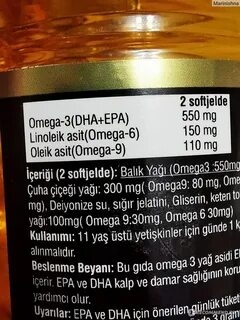 Marinishna
2 softjelde
Omega-3(DHA+EPA) 550 mg
Linoleik asit(Omega-6) 150 mg
Oleik asit(Omega-9) 110 mg
İçeriği (2 softjelde): Balık Yağı (Omega3 :550m
Çuha çiçeği yağı: 300 mg( Omega9: 80 mg, Ome
mg), Deiyonize su, sığır jelatini, Gliserin, keten to
yağı:100mg( Omega 9:30mg, Omega 6 30mg)
Kullanımı: 11 yaş üstü yetişkinler için günde 1 k
alınmalıdır.
Beslenme Beyanı: Bu gıda omega 3 yağ asidi E
içerir. EPA ve DHA kalp ve damar sağlığının koru
yardımcı olur.
Uyarılar: EPA ve DHA için önerilen günlük tüket